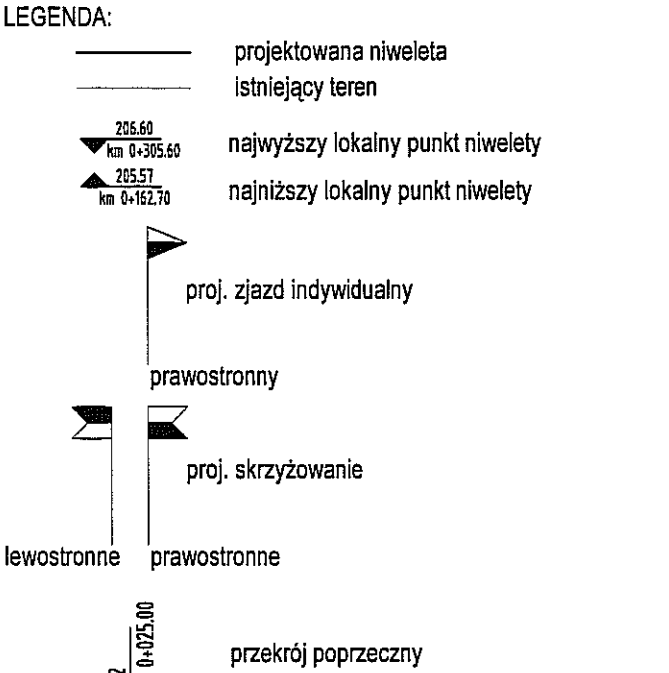 LEGENDA:
projektowana niweleta
istniejący teren
206.60
km 0+305.60
najwyższy lokalny punkt niwelety
205.57
km 0+162.70
najniższy lokalny punkt niwelety
proj. zjazd indywidualny
prawostronny
proj. skrzyżowanie
lewostronne prawostronne
0+025.00
przekrój poprzeczny